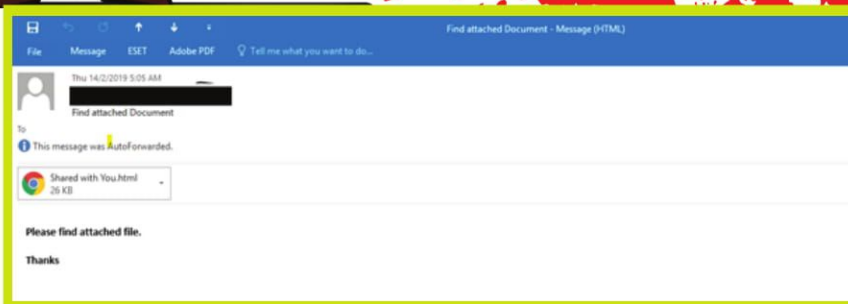 Find attached Document - Message (HTML)
File Message ESET Adobe PDF Tell me what you want to do...
Thu 14/2/2019 5:05 AM
Find attached Document
To
This message was AutoForwarded.
Shared with You.html
26 KB
Please find attached file.
Thanks